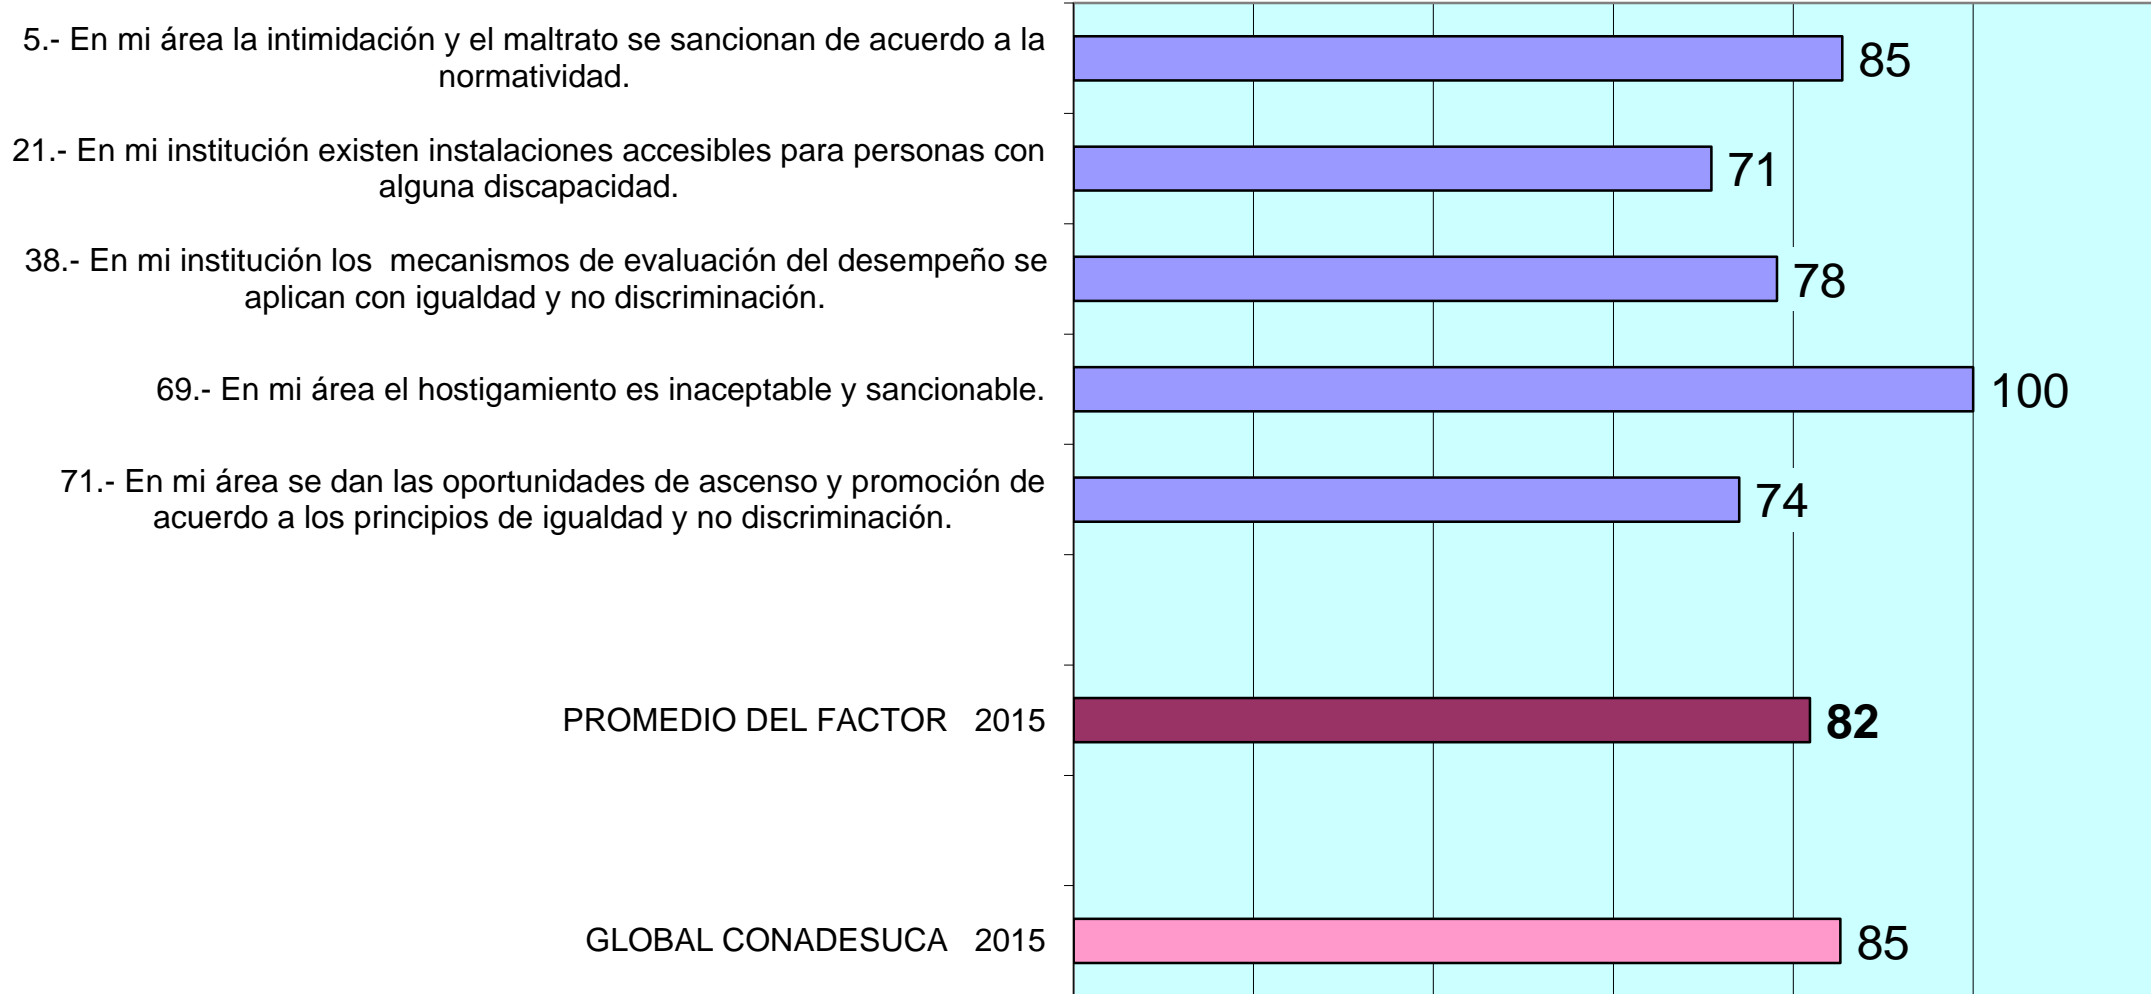 5.- En mi área la intimidación y el maltrato se sancionan de acuerdo a la
normatividad.
85
21.- En mi institución existen instalaciones accesibles para personas con
alguna discapacidad.
71
38.- En mi institución los  mecanismos de evaluación del desempeño se
aplican con igualdad y no discriminación.
78
69.- En mi área el hostigamiento es inaceptable y sancionable.
100
71.- En mi área se dan las oportunidades de ascenso y promoción de
acuerdo a los principios de igualdad y no discriminación.
74
PROMEDIO DEL FACTOR   2015
82
GLOBAL CONADESUCA   2015
85